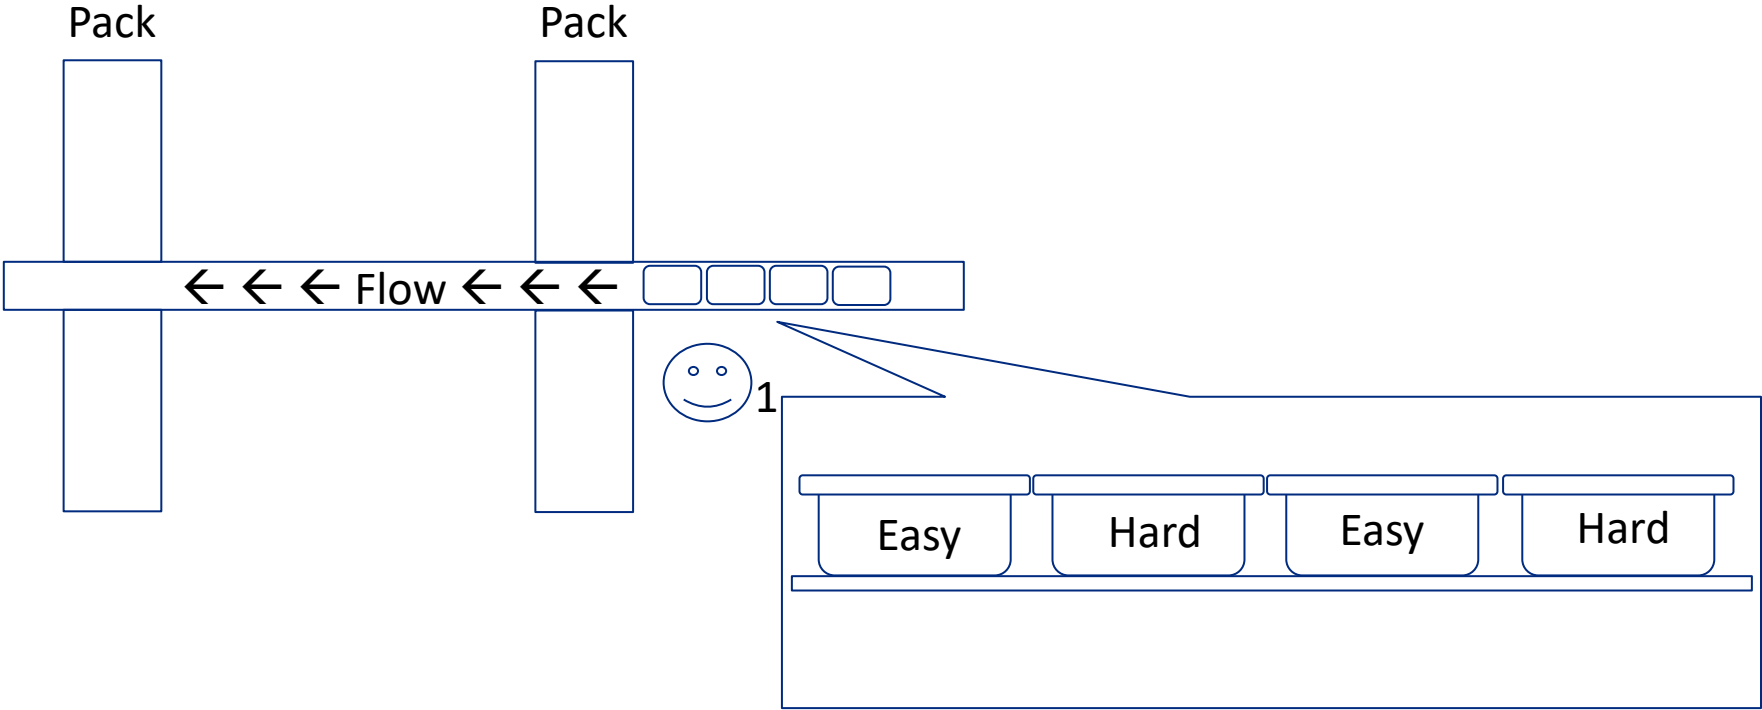 Pack
Pack
← ← ← Flow ← ← ←
1
Easy
Hard
Easy
Hard